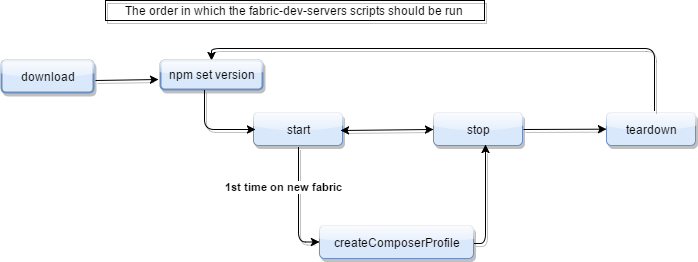 The order in which the fabric-dev-servers scripts should be run
download
npm set version
start
stop
teardown
1st time on new fabric
createComposerProfile